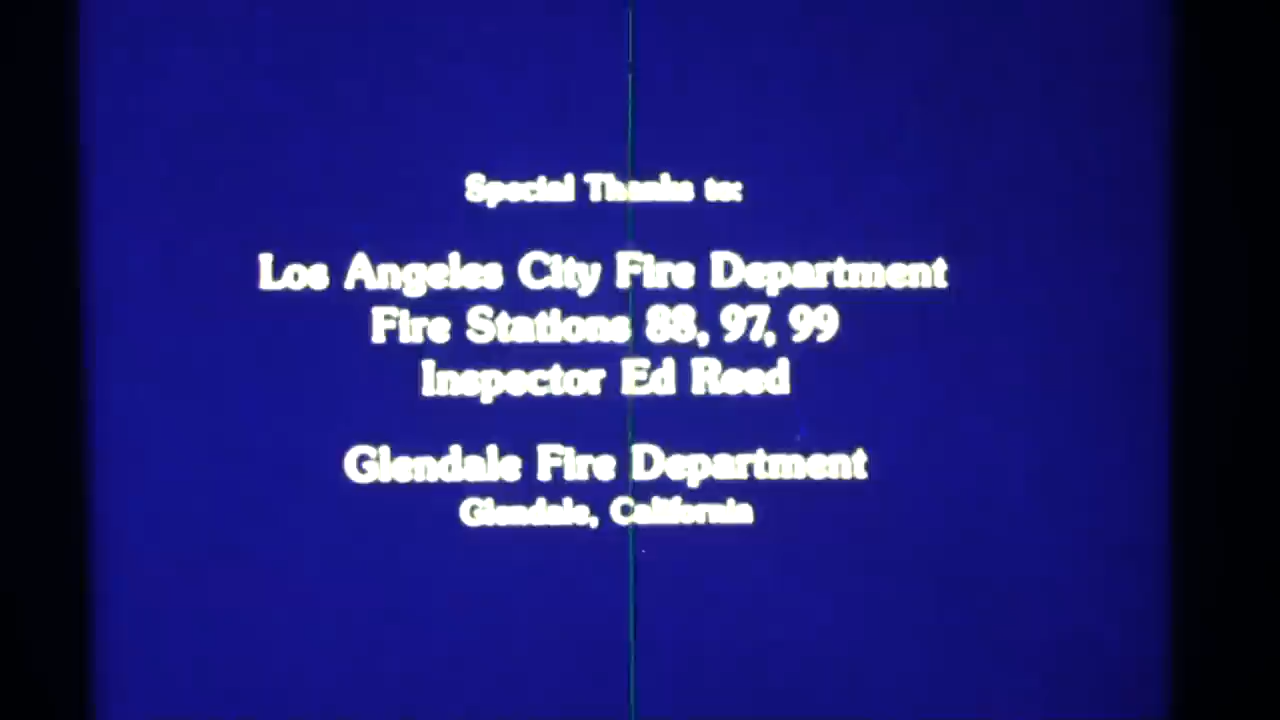 Special Thanks to:
Los Angeles City Fire Department
Fire Stations 88, 97, 99
Inspector Ed Reed
Glendale Fire Department
Glendale, California